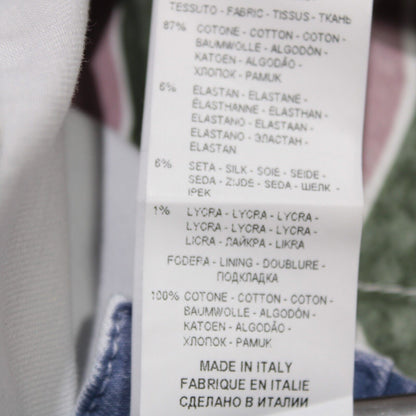 TESSUTO - FABRIC - TISSUS - ТКАНЬ
87% COTONE - COTTON - COTON -
BAUMWOLLE - ALGODÓN -
KATOEN - ALGODÃO -
ХЛОПОК - PAMUK
6% ELASTAN - ELASTANE -
ÉLASTHANNE - ELASTHAN -
ELASTANO - ELASTAAN -
ELASTANO - ЭЛАСТАН -
ELASTAN
6% SETA - SILK - SOIE - SEIDE -
SEDA - ZIJDE - SEDA - ШЕЛК -
IPEK
1% LYCRA - LYCRA - LYCRA -
LYCRA - LYCRA - LYCRA -
LICRA - ЛАЙКРА - LIKRA
FODERA - LINING - DOUBLURE -
ПОДКЛАДКА
100% COTONE - COTTON - COTON -
BAUMWOLLE - ALGODÓN -
KATOEN - ALGODÃO -
ХЛОПОК - PAMUK
MADE IN ITALY
FABRIQUE EN ITALIE
СДЕЛАНО В ИТАЛИИ